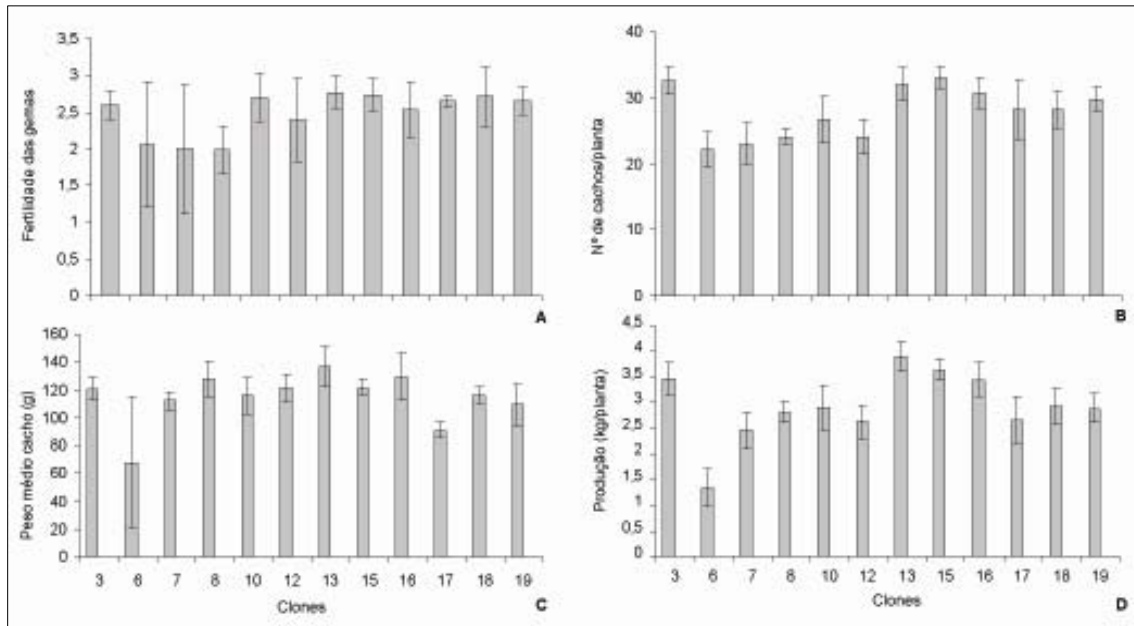 Fertilidade das gemas
3,5
3
2,5
2
1,5
1
0,5
0
A
Nº de cachos/planta
40
30
20
10
0
B
Peso médio cacho (g)
160
140
120
100
80
60
40
20
0
3 6 7 8 10 12 13 15 16 17 18 19
Clones
C
Produção (kg/planta)
4,5
4
3,5
3
2,5
2
1,5
1
0,5
0
3 6 7 8 10 12 13 15 16 17 18 19
Clones
D